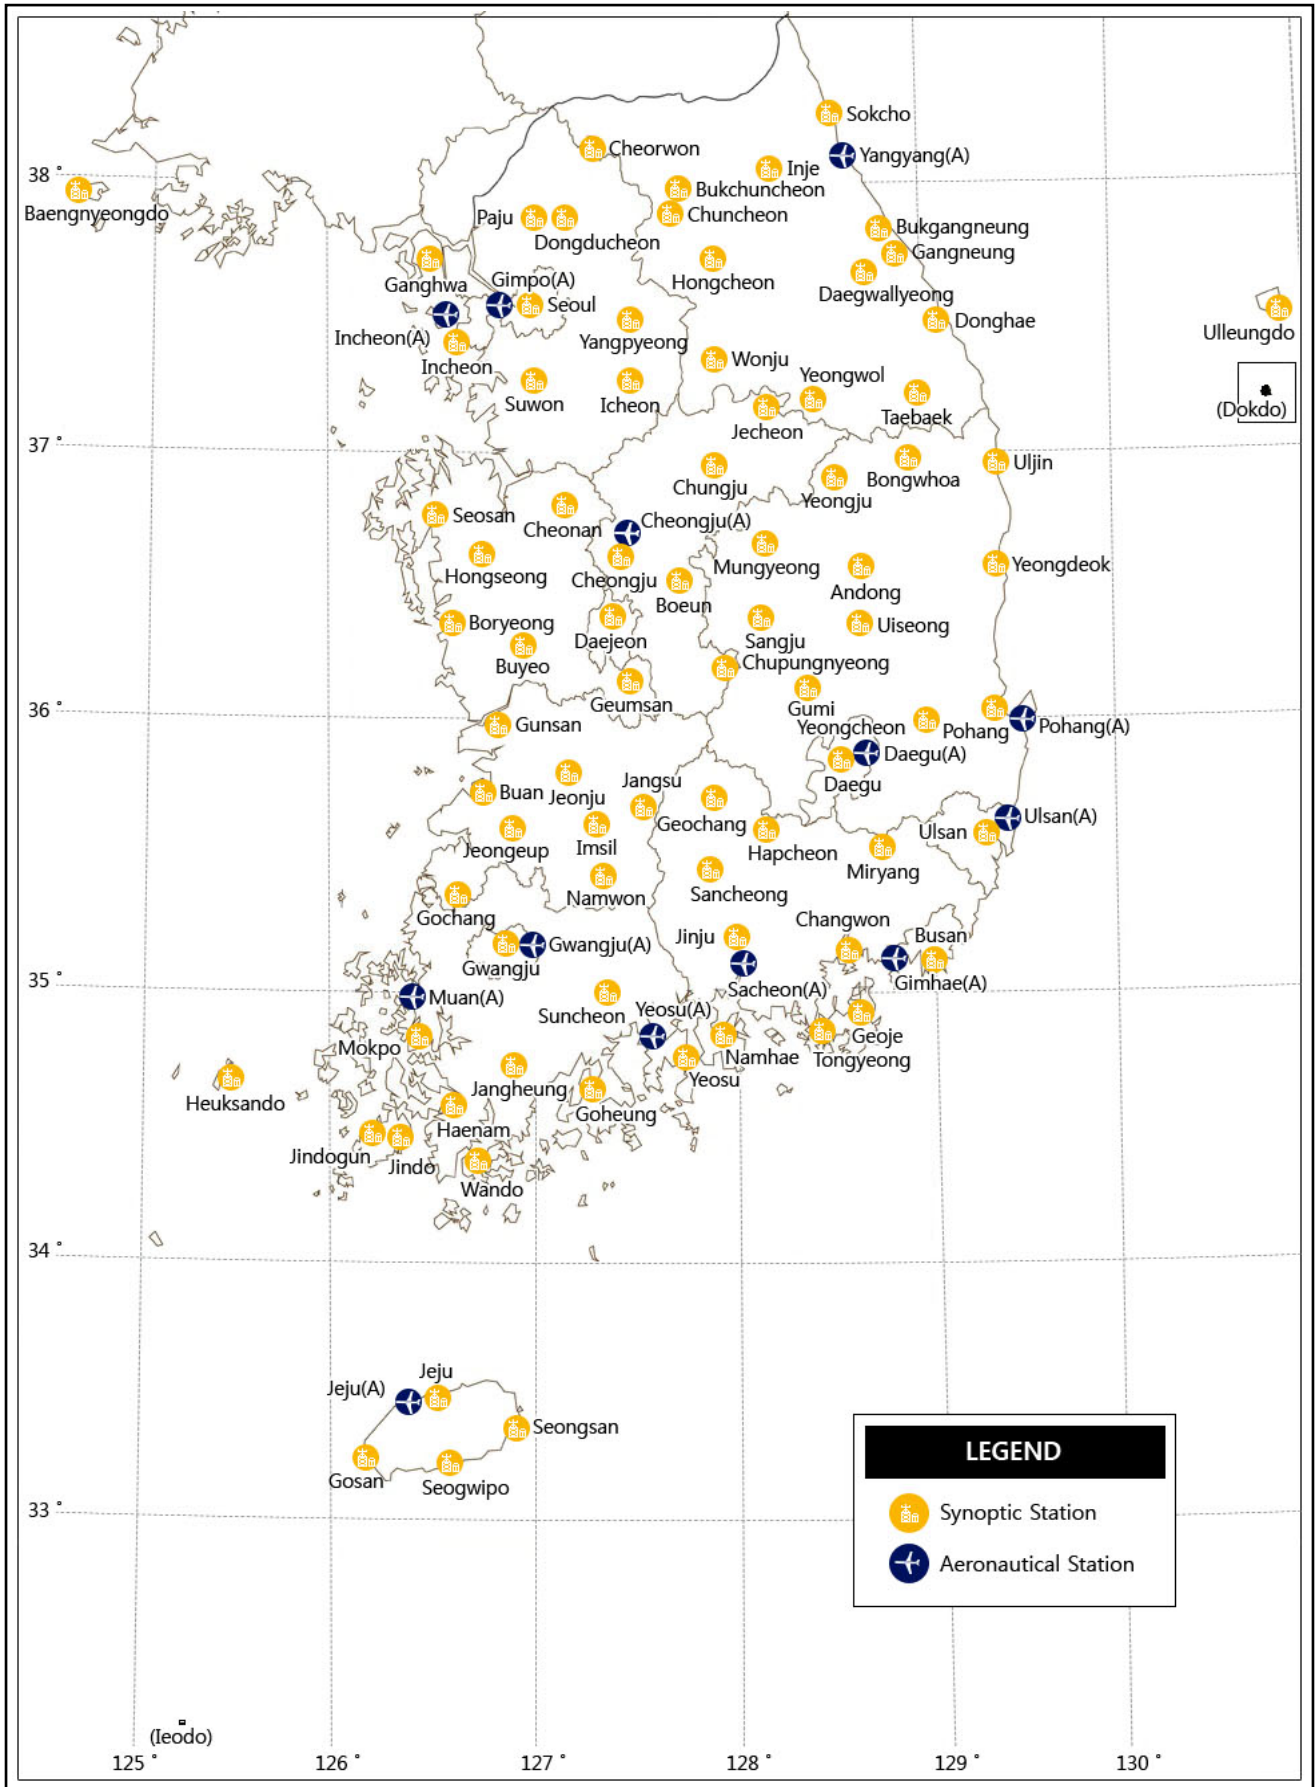 Sokcho
Cheorwon
Yangyang(A)
Inje
38 °
Bukchuncheon
Baengnyeongdo
Paju
Chuncheon
Dongducheon
Bukgangneung
Gangneung
Ganghwa
Gimpo(A)
Hongcheon
Daegwallyeong
Seoul
Donghae
Incheon(A)
Yangpyeong
Ulleungdo
Incheon
Wonju
Yeongwol
Suwon
Icheon
Taebaek
(Dokdo)
Jecheon
37 °
Uljin
Chungju
Bongwhoa
Yeongju
Seosan
Cheonan
Cheongju(A)
Hongseong
Mungyeong
Yeongdeok
Cheongju
Andong
Boeun
Boryeong
Daejeon
Sangju
Uiseong
Buyeo
Chupungnyeong
Geumsan
36 °
Gumi
Gunsan
Yeongcheon
Pohang
Pohang(A)
Daegu(A)
Jangsu
Daegu
Buan
Jeonju
Geochang
Ulsan(A)
Ulsan
Jeongeup
Imsil
Hapcheon
Miryang
Namwon
Sancheong
Gochang
Changwon
Jinju
Busan
Gwangju(A)
Gwangju
35 °
Sacheon(A)
Gimhae(A)
Muan(A)
Suncheon
Yeosu(A)
Geoje
Mokpo
Namhae
Tongyeong
Yeosu
Jangheung
Heuksando
Goheung
Haenam
Jindogun
Jindo
Wando
34 °
Jeju
Jeju(A)
Seongsan
LEGEND
Gosan
Seogwipo
33 °
Synoptic Station
Aeronautical Station
(Ieodo)
125 ° 126 ° 127 ° 128 ° 129 ° 130 °